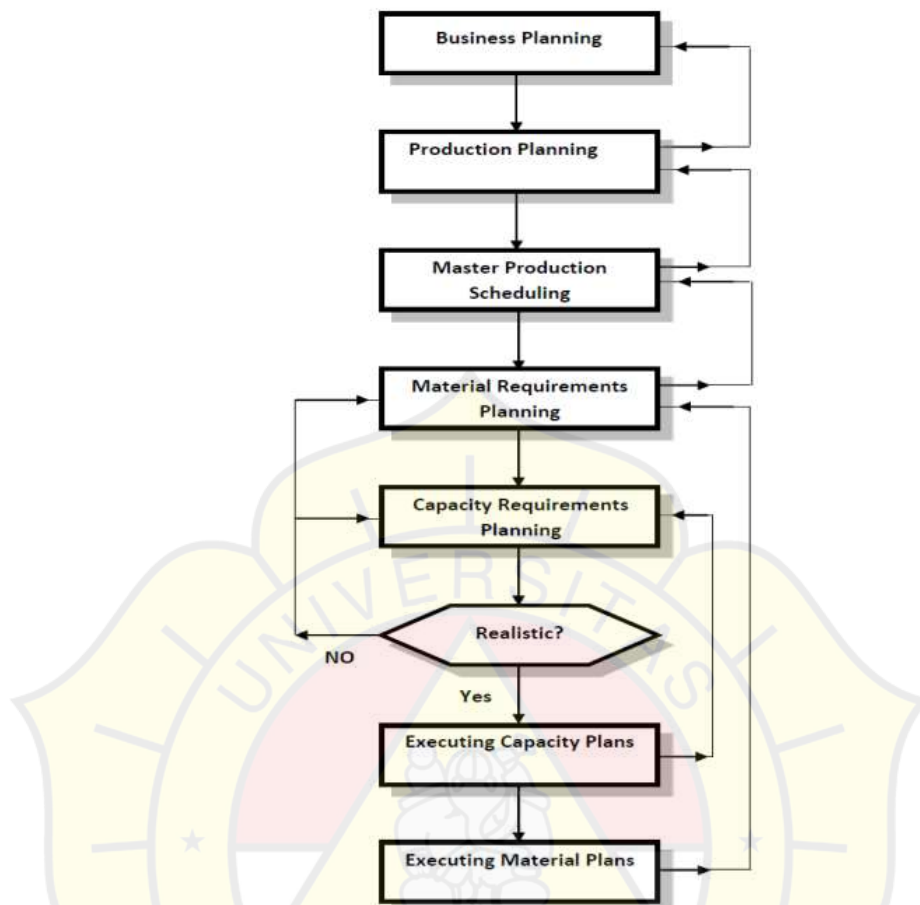 Business Planning
Production Planning
Master Production
Scheduling
Material Requirements
Planning
Capacity Requirements
Planning
Realistic?
NO
Yes
Executing Capacity Plans
Executing Material Plans
UNIVERSITAS